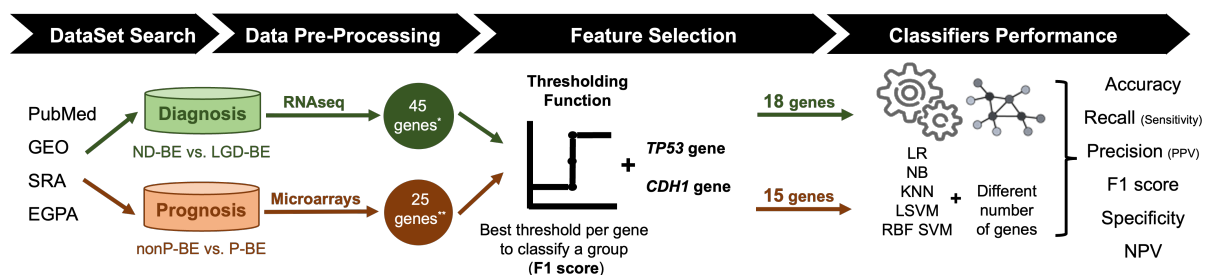 DataSet Search
Data Pre-Processing
Feature Selection
Classifiers Performance
PubMed
GEO
SRA
EGPA
Diagnosis
ND-BE vs. LGD-BE
RNAseq
45
genes*
Prognosis
nonP-BE vs. P-BE
Microarrays
25
genes**
Thresholding
Function
+
TP53 gene
CDH1 gene
Best threshold per gene
to classify a group
(F1 score)
18 genes
15 genes
LR
NB
KNN
LSVM
RBF SVM
+
Different
number
of genes
Accuracy
Recall (Sensitivity)
Precision (PPV)
F1 score
Specificity
NPV